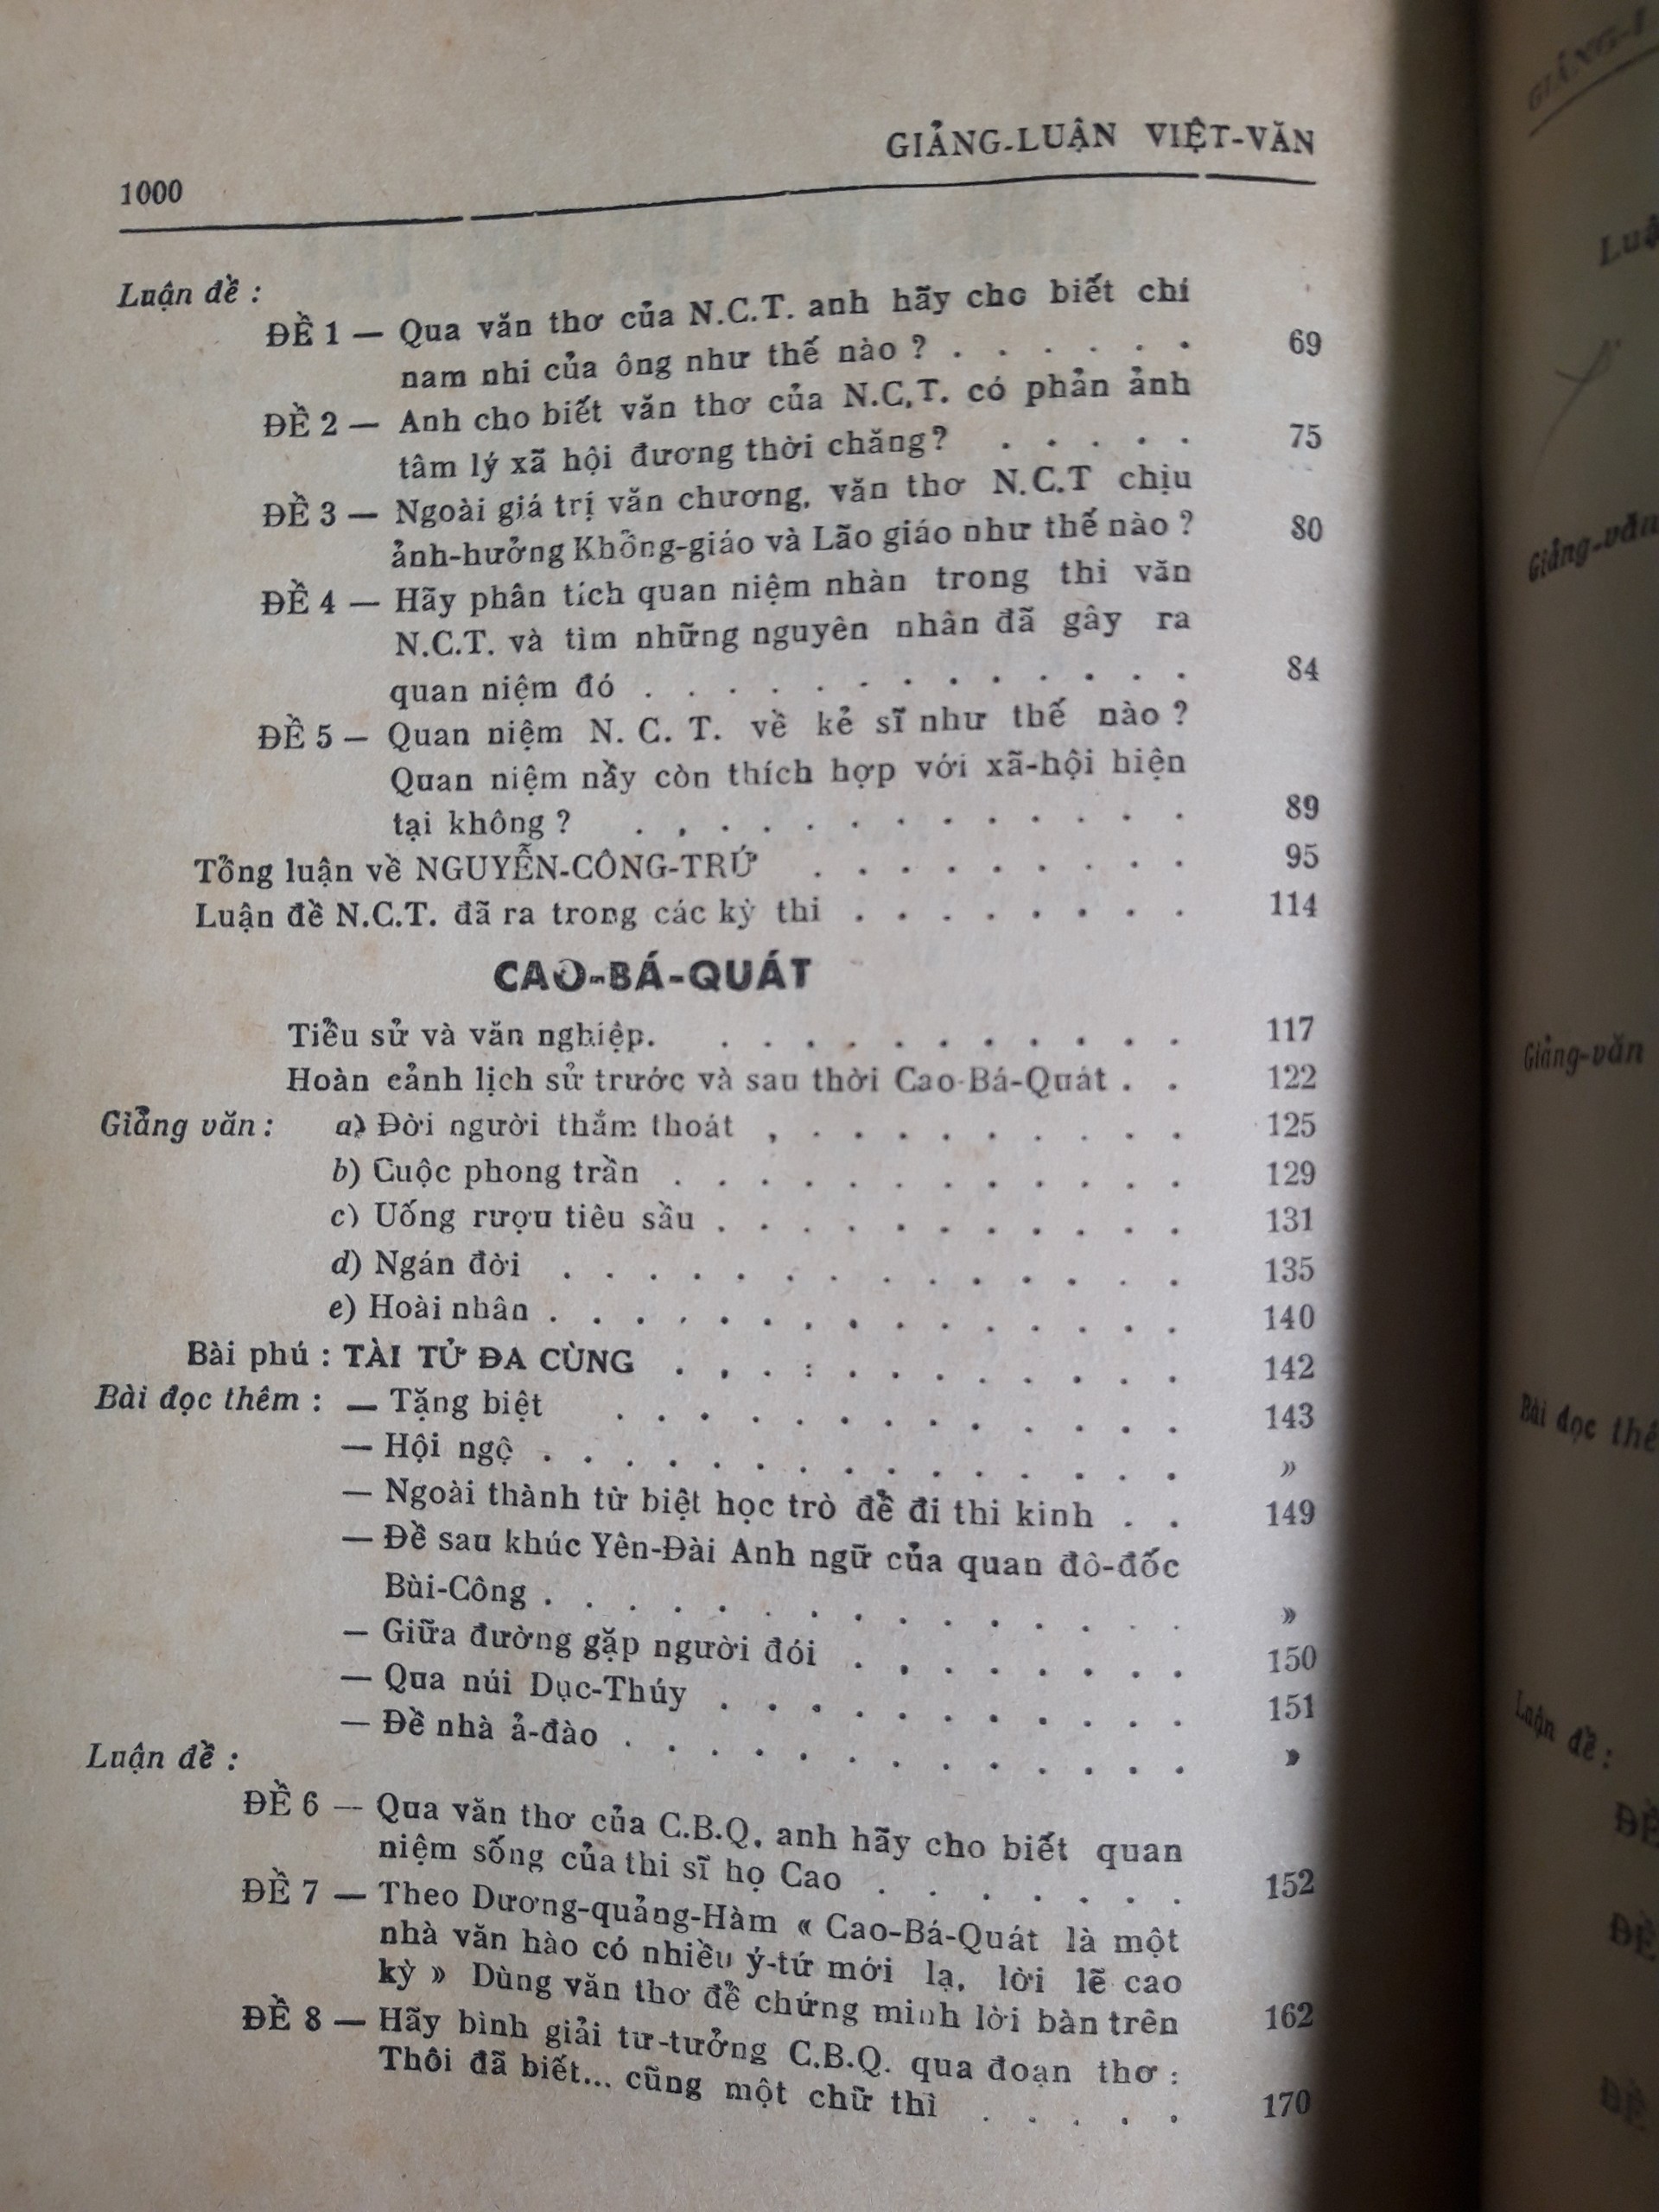 GIẢNG-LUẬN VIỆT-VĂN
1000
Luận đề :
ĐỀ 1 — Qua văn thơ của N.C.T. anh hãy cho biết chí
nam nhi của ông như thế nào ? . . . . . . 69
ĐỀ 2 — Anh cho biết văn thơ của N.C.T. có phản ảnh
tâm lý xã hội đương thời chăng? . . . . . 75
ĐỀ 3 — Ngoài giá trị văn chương, văn thơ N.C.T chịu
ảnh-hưởng Khổng-giáo và Lão giáo như thế nào ? 80
ĐỀ 4 — Hãy phân tích quan niệm nhàn trong thi văn
N.C.T. và tìm những nguyên nhân đã gây ra
quan niệm đó . . . . . . . . . . . . . 84
ĐỀ 5 — Quan niệm N. C. T. về kẻ sĩ như thế nào ?
Quan niệm nầy còn thích hợp với xã-hội hiện
tại không ? . . . . . . . . . . . . . 89
Tổng luận về NGUYỄN-CÔNG-TRỨ . . . . . . . . . 95
Luận đề N.C.T. đã ra trong các kỳ thi . . . . . . . . 114
CAO-BÁ-QUÁT
Tiểu sử và văn nghiệp. . . . . . . . . . . . 117
Hoàn cảnh lịch sử trước và sau thời Cao-Bá-Quát . . 122
Giảng văn : a) Đời người thắm thoát , . . . . . . . . . 125
b) Cuộc phong trần . . . . . . . . . . . . 129
c) Uống rượu tiêu sầu . . . . . . . . . . . 131
d) Ngán đời . . . . . . . . . . . . . . . 135
e) Hoài nhân . . . . . . . . . . . . . . . 140
Bài phú : TÀI TỬ ĐA CÙNG . . . : . . . . . . . . 142
Bài đọc thêm : — Tặng biệt . . . . . . . . . . . . . . 143
— Hội ngộ . . . . . . . . . . . . . . . »
— Ngoài thành từ biệt học trò để đi thi kinh . . 149
— Đề sau khúc Yên-Đài Anh ngữ của quan đô-đốc
Bùi-Công . . . . . . . . . . . . . . . »
— Giữa đường gặp người đói . . . . . . . . 150
— Qua núi Dục-Thúy . . . . . . . . . . . 151
— Đề nhà ả-đào . . . . . . . . . . . . . . »
Luận đề :
ĐỀ 6 — Qua văn thơ của C.B.Q. anh hãy cho biết quan
niệm sống của thi sĩ họ Cao . . . . . . . 152
ĐỀ 7 — Theo Dương-quảng-Hàm « Cao-Bá-Quát là một
nhà văn hào có nhiều ý-tứ mới lạ, lời lẽ cao
kỳ » Dùng văn thơ để chứng minh lời bàn trên 162
ĐỀ 8 — Hãy bình giải tư-tưởng C.B.Q. qua đoạn thơ :
Thôi đã biết... cũng một chữ thì . . . . . 170
Giảng-văn
Giảng-văn
Bài đọc
Luận đề :